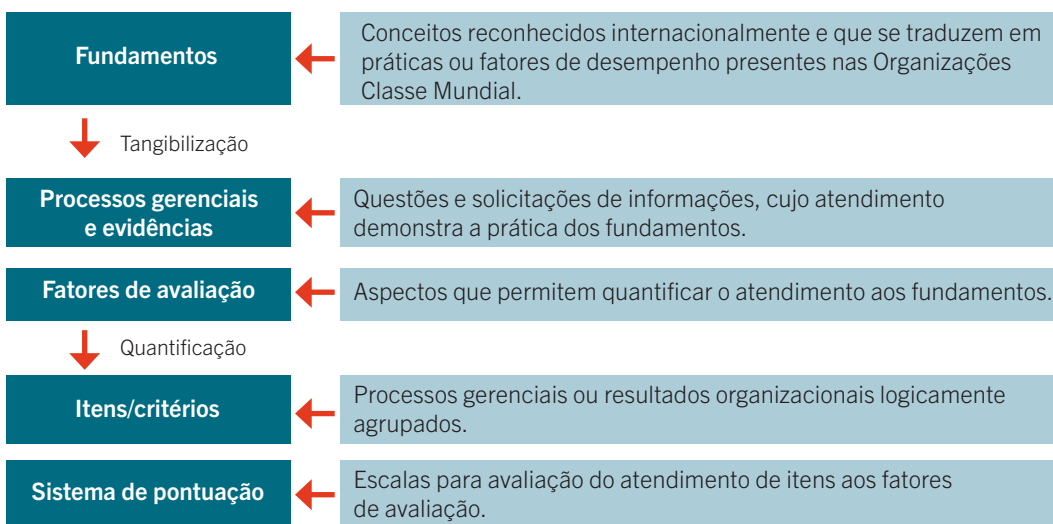 Fundamentos
Conceitos reconhecidos internacionalmente e que se traduzem em
práticas ou fatores de desempenho presentes nas Organizações
Classe Mundial.
Tangibilização
Processos gerenciais
e evidências
Questões e solicitações de informações, cujo atendimento
demonstra a prática dos fundamentos.
Fatores de avaliação
Aspectos que permitem quantificar o atendimento aos fundamentos.
Quantificação
Itens/critérios
Processos gerenciais ou resultados organizacionais logicamente
agrupados.
Sistema de pontuação
Escalas para avaliação do atendimento de itens aos fatores
de avaliação.